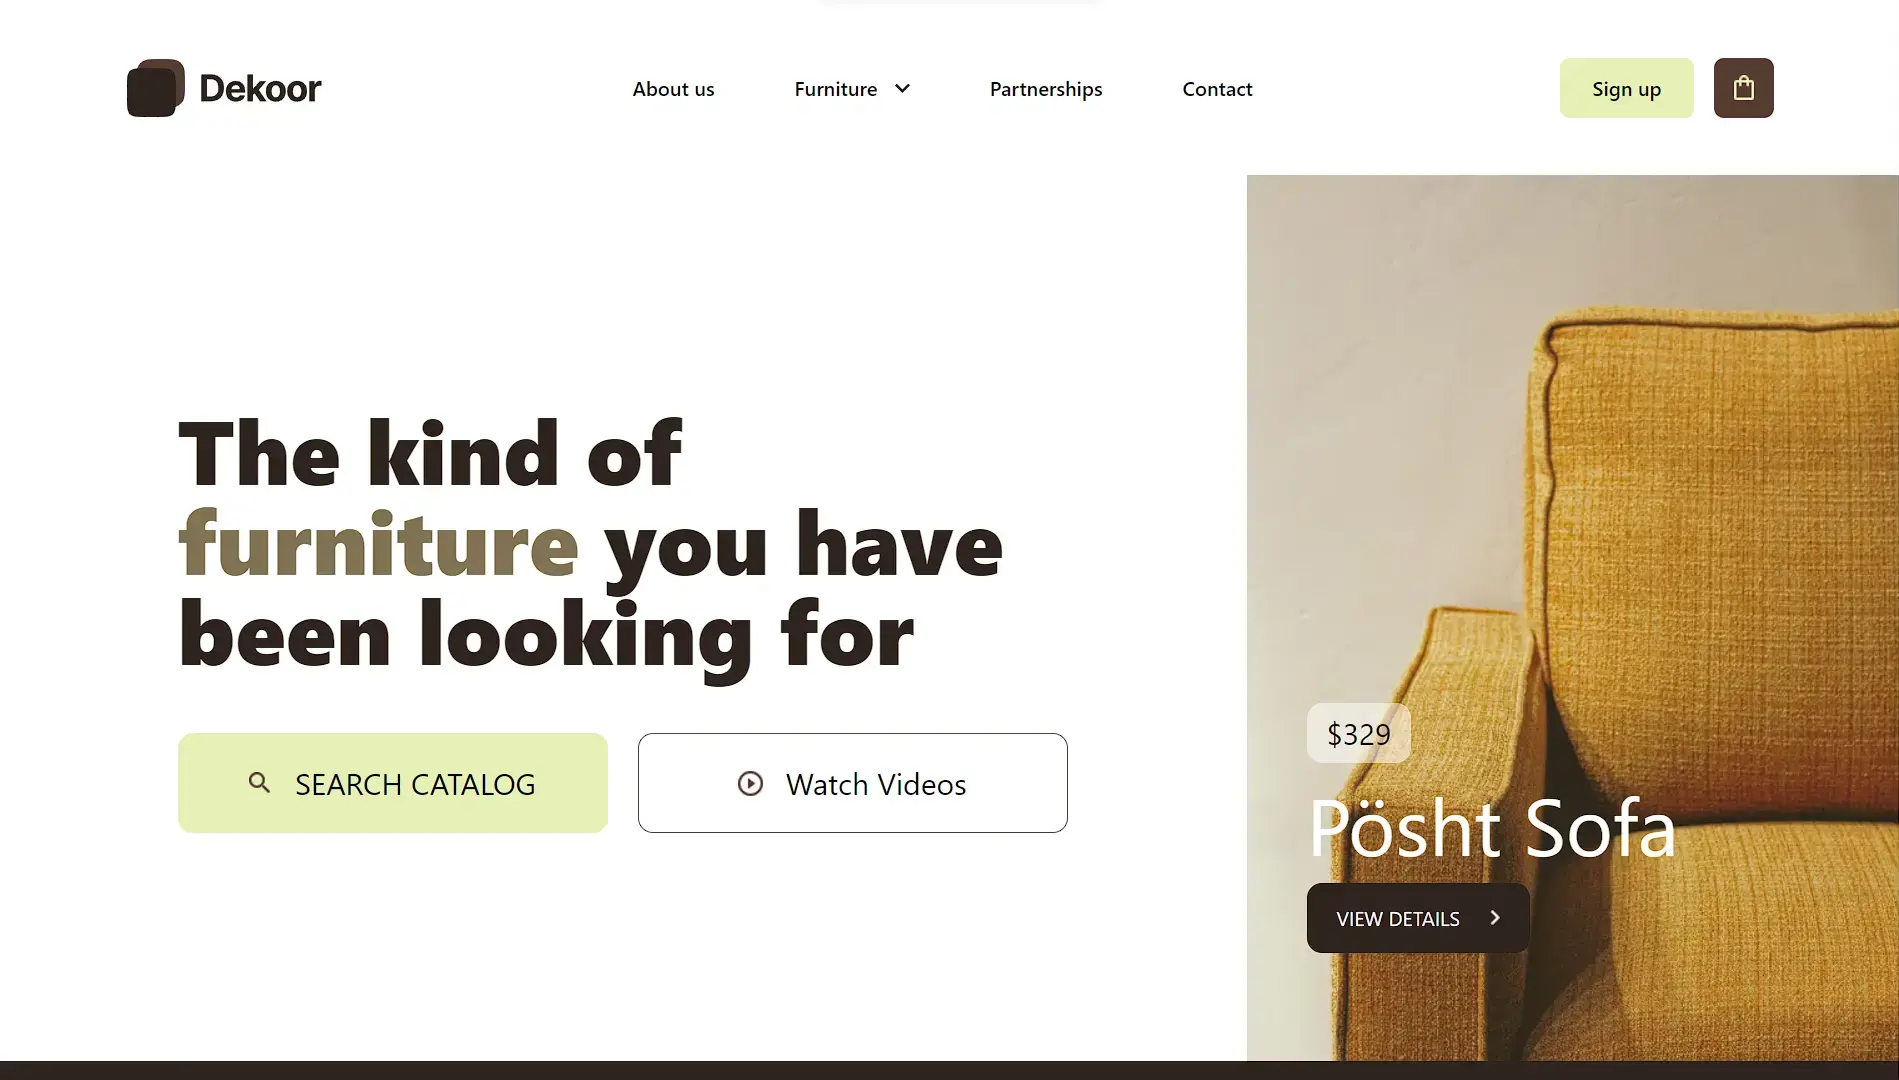 Dekoor
About us
Furniture
Partnerships
Contact
Sign up
The kind of
furniture you have
been looking for
SEARCH CATALOG
Watch Videos
$329
Pösht Sofa
VIEW DETAILS